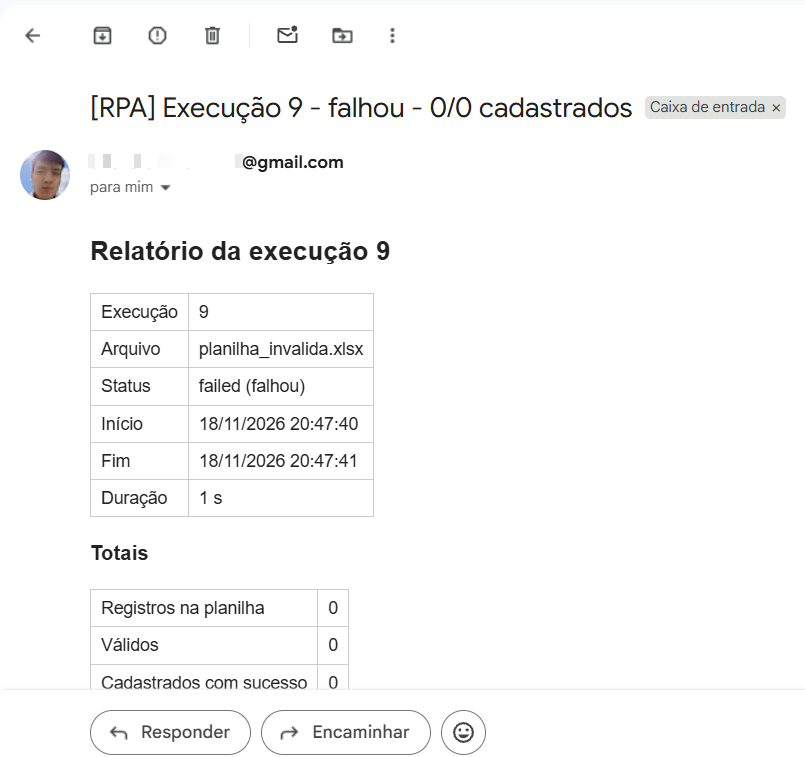 [RPA] Execução 9 - falhou - 0/0 cadastrados Caixa de entrada ×
@gmail.com
para mim
Relatório da execução 9
Execução 9
Arquivo planilha_invalida.xlsx
Status failed (falhou)
Início 18/11/2026 20:47:40
Fim 18/11/2026 20:47:41
Duração 1 s
Totais
Registros na planilha 0
Válidos 0
Cadastrados com sucesso 0
Responder Encaminhar